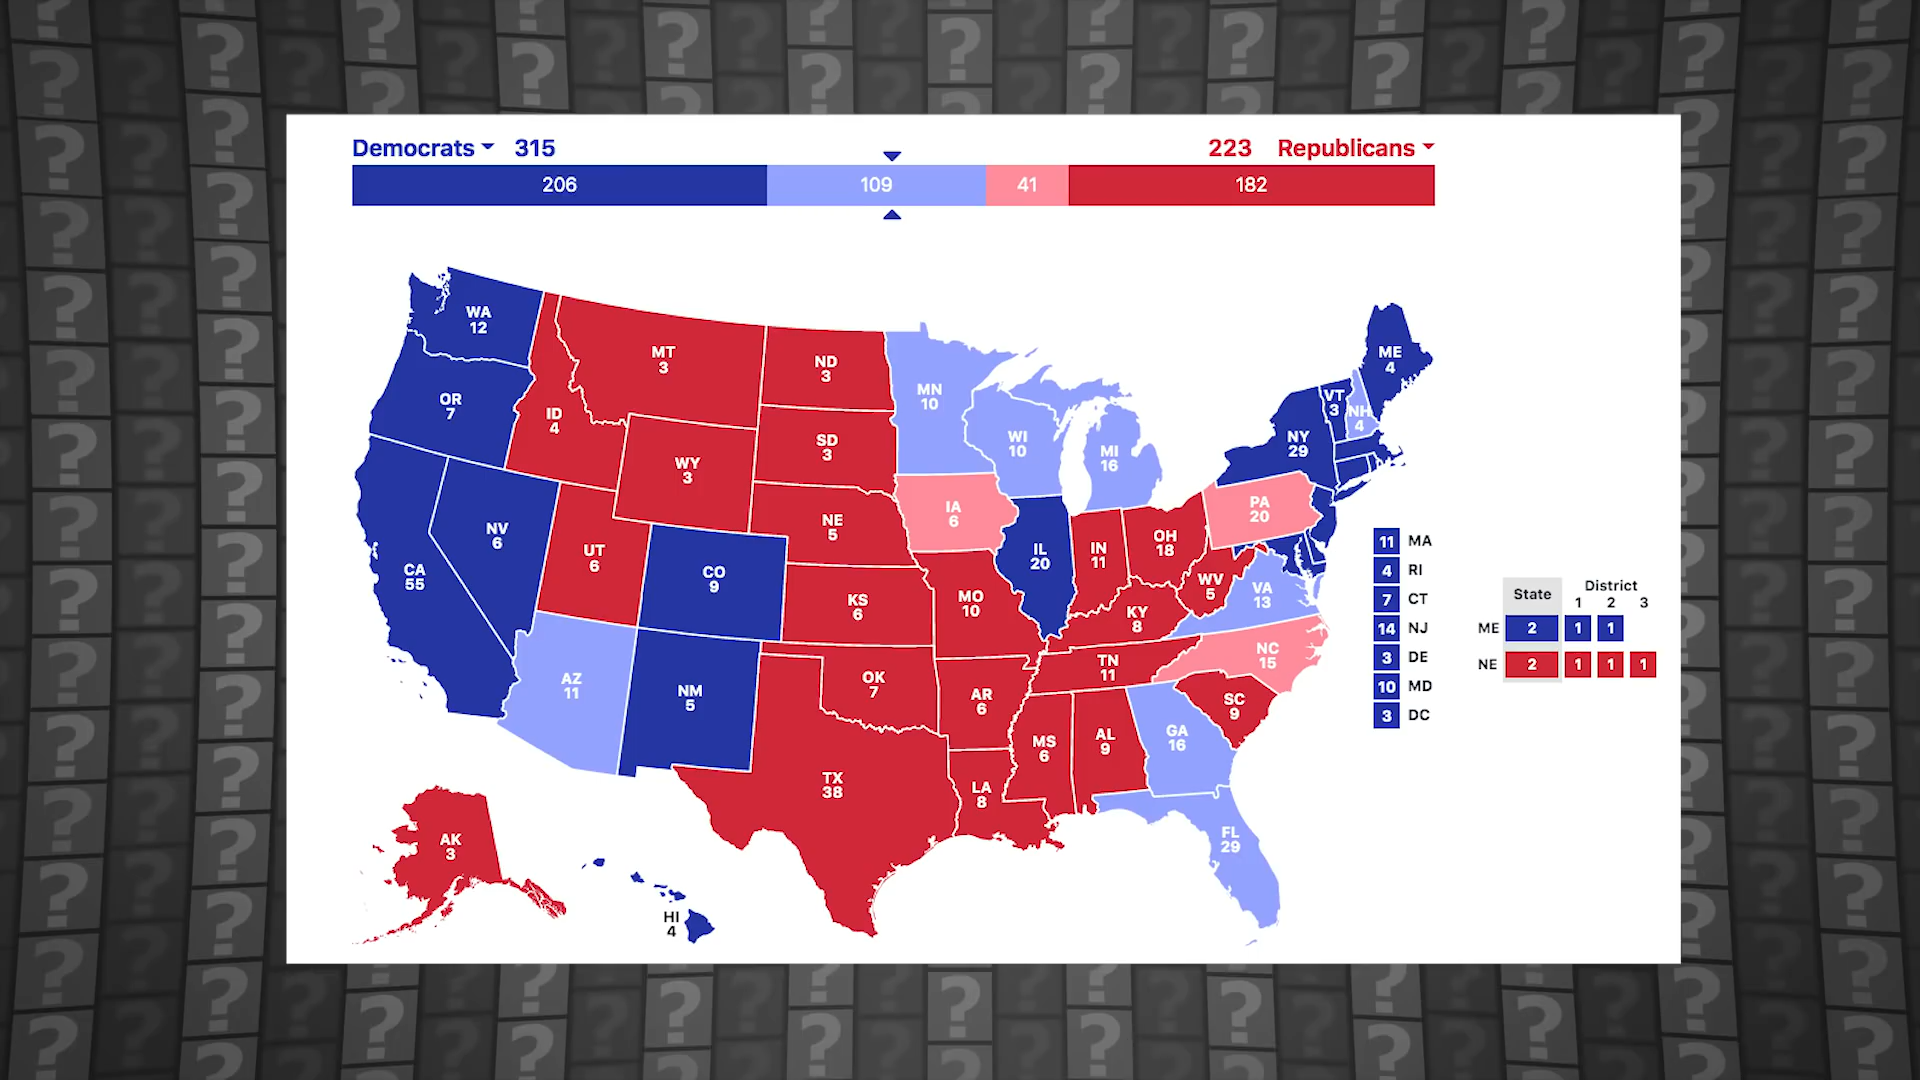 Democrats 315
223 Republicans
206 109 41 182
WA
12
MT
3
ND
3
MN
10
ME
4
OR
7
ID
4
VT
3
NH
4
SD
3
WI
10
MI
16
NY
29
WY
3
IA
6
PA
20
NV
6
NE
5
UT
6
CO
9
IL
20
IN
11
OH
18
CA
55
KS
6
MO
10
WV
5
VA
13
KY
8
NC
15
AZ
11
NM
5
OK
7
TN
11
AR
6
SC
9
MS
6
AL
9
GA
16
TX
38
LA
8
FL
29
AK
3
HI
4
11 MA
4 RI
7 CT
14 NJ
3 DE
10 MD
3 DC
State District
1 2 3
ME 2 1 1
NE 2 1 1 1